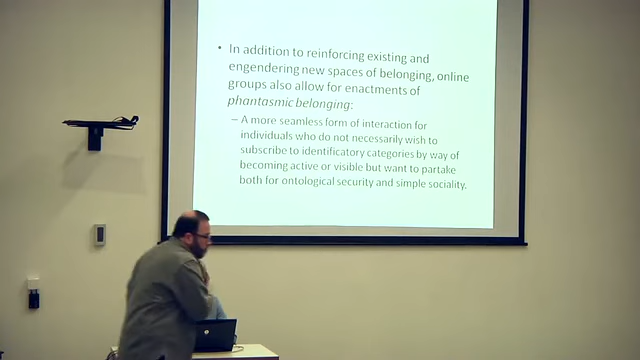 • In addition to reinforcing existing and
engendering new spaces of belonging, online
groups also allow for enactments of
phantasmic belonging:
– A more seamless form of interaction for
individuals who do not necessarily wish to
subscribe to identificatory categories by way of
becoming active or visible but want to partake
both for ontological security and simple sociality.